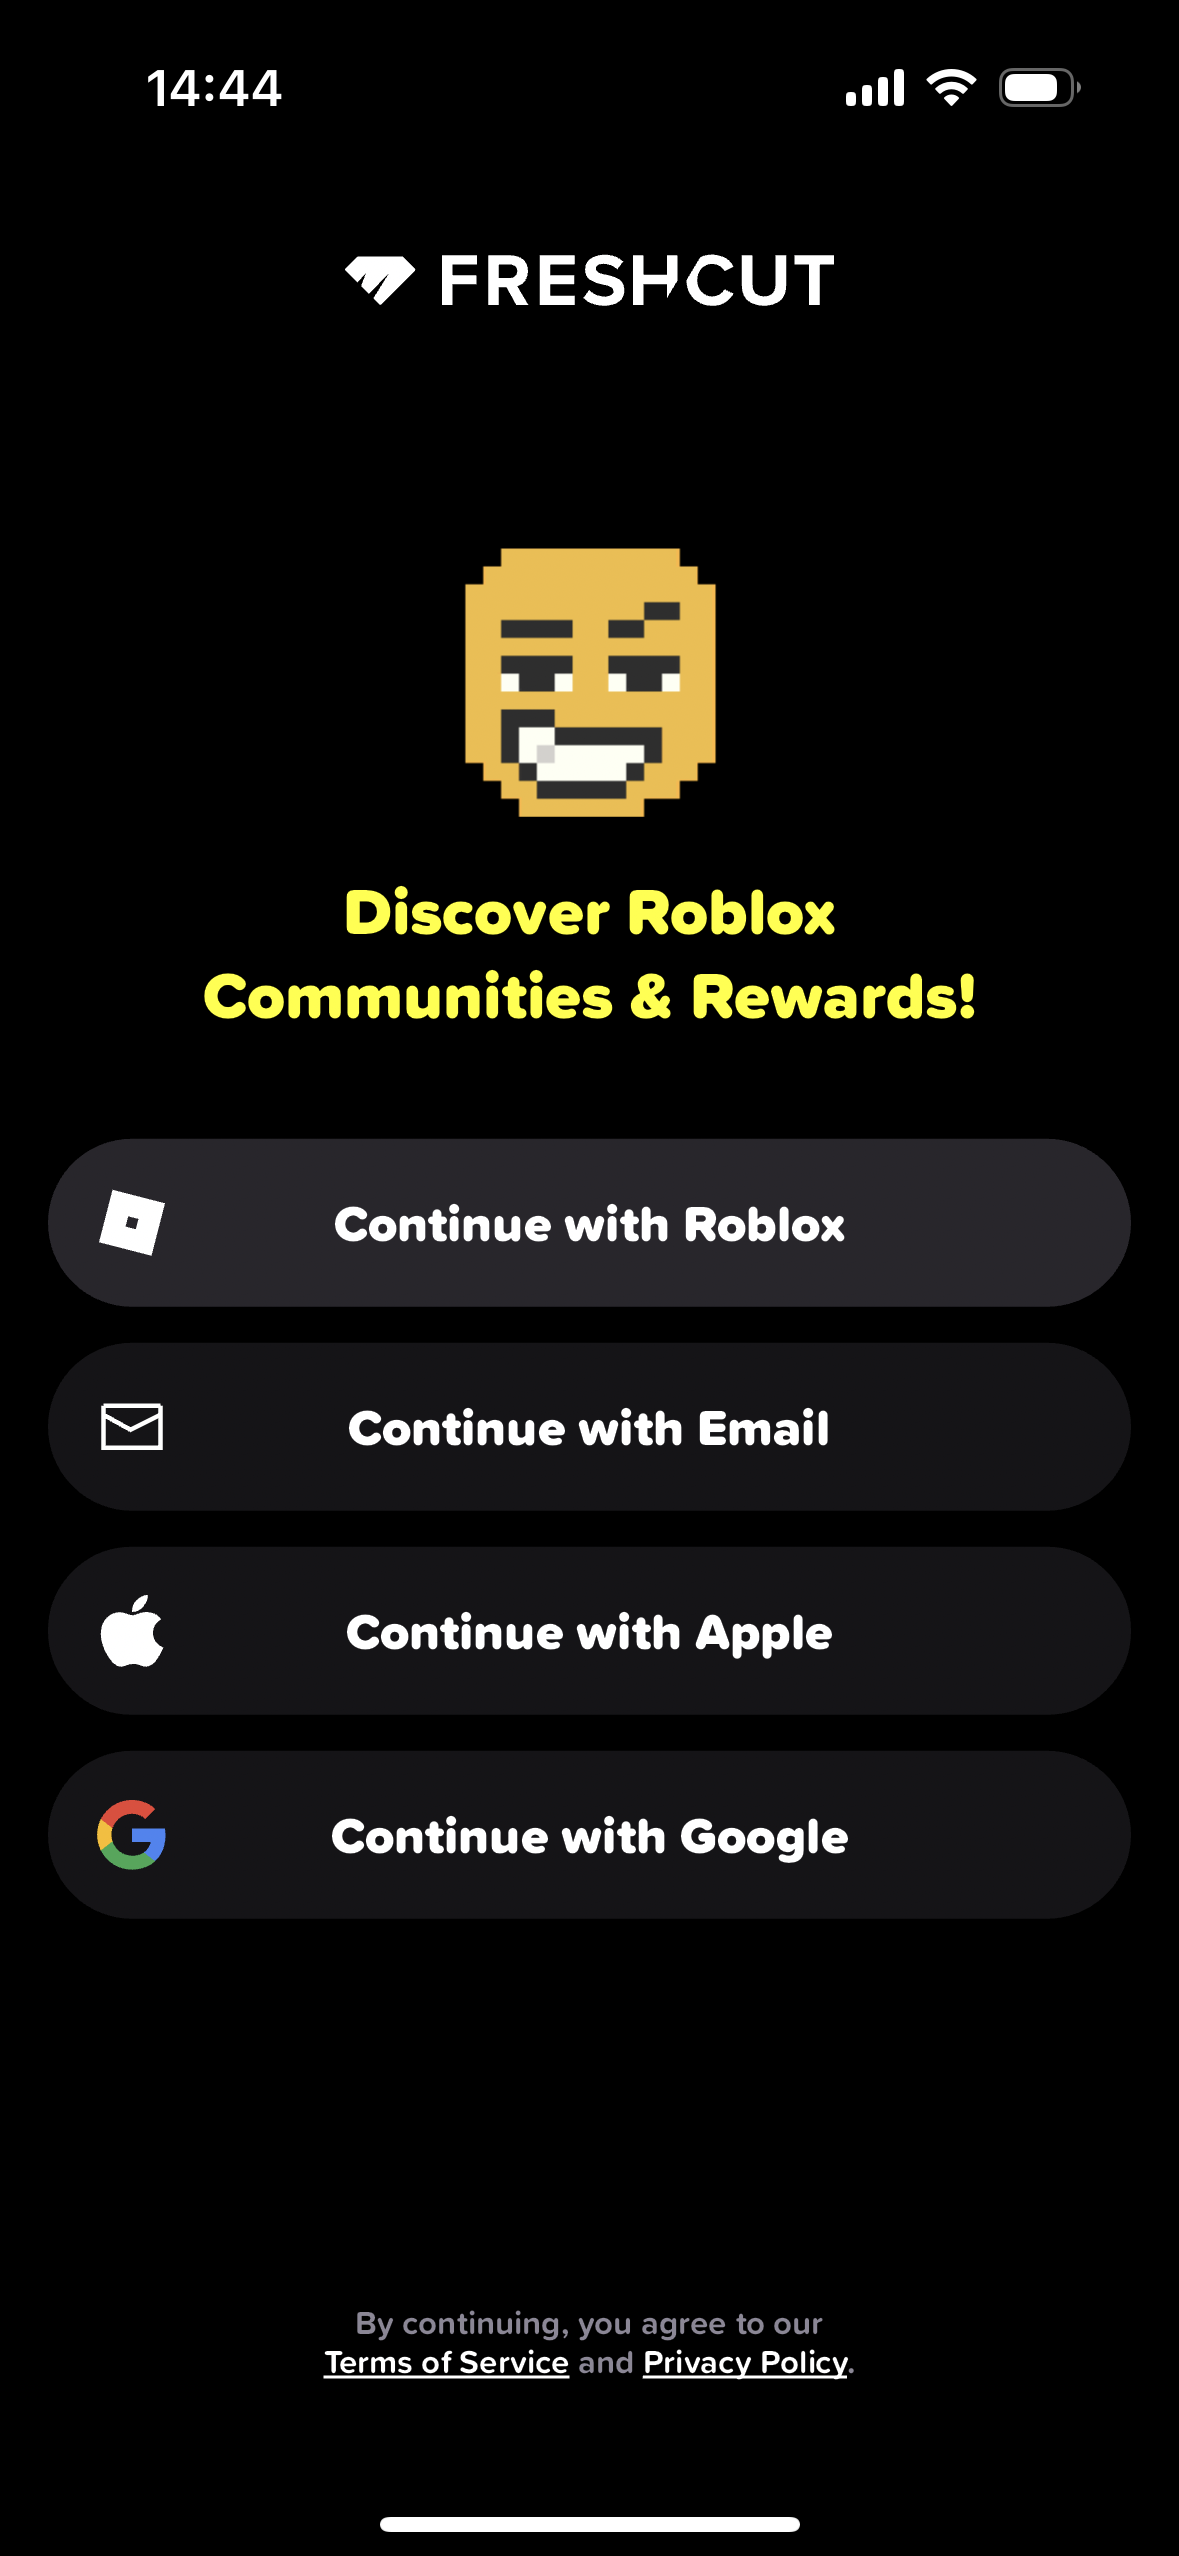 14:44
FRESHCUT
Discover Roblox
Communities & Rewards!
Continue with Roblox
Continue with Email
Continue with Apple
Continue with Google
By continuing, you agree to our
Terms of Service and Privacy Policy.